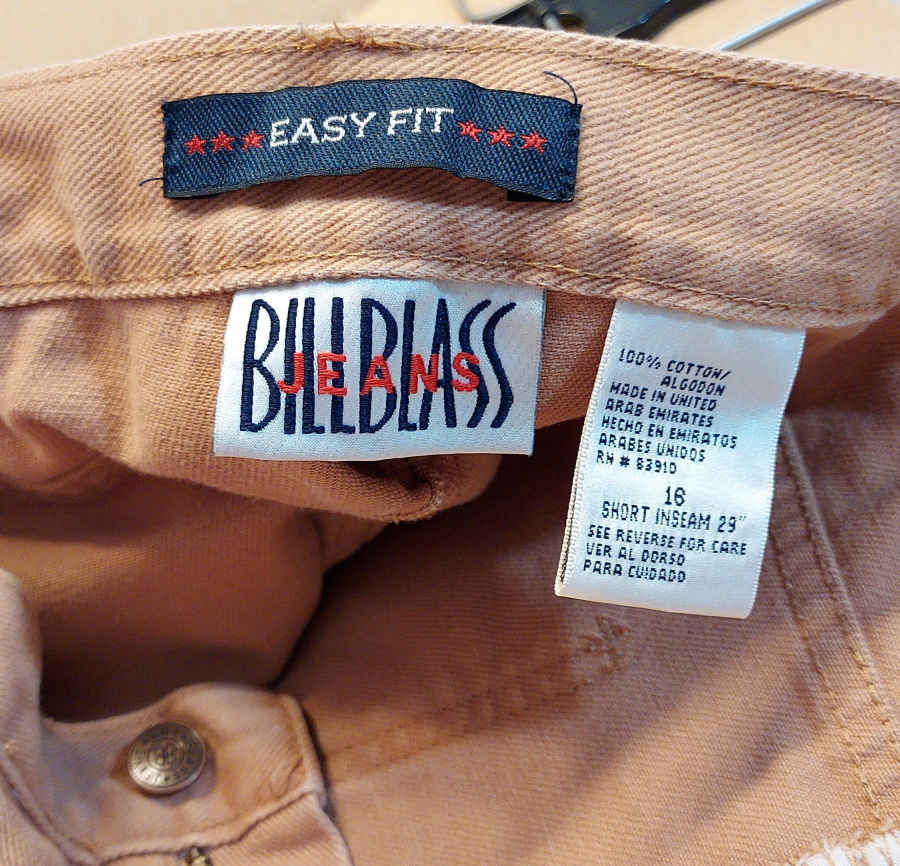 ★★★EASY FIT★★★
BILLBLASS
JEANS
100% COTTON/
ALGODON
MADE IN UNITED
ARAB EMIRATES
HECHO EN EMIRATOS
ARABES UNIDOS
RN # 83910
16
SHORT INSEAM 29"
SEE REVERSE FOR CARE
VER AL DORSO
PARA CUIDADO